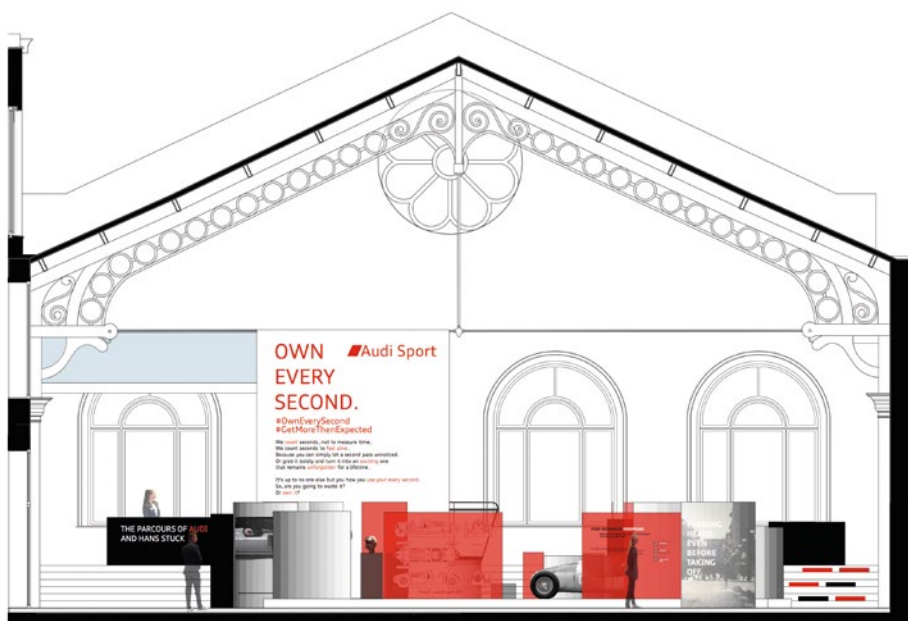 OWN
EVERY
SECOND.
Audi Sport
#OwnEverySecond
#GetMoreThenExpected
We count seconds, not to measure time.
We count seconds to feel alive.
Because you can simply let a second pass unnoticed.
Or grab it boldly and turn it into an exciting one
that remains unforgotten for a lifetime.
It's up to no one else but you how you use your every second.
So, are you going to waste it?
Or own it?
THE PARCOURS OF AUDI
AND HANS STUCK
TURNING
HEADS.
EVEN
BEFORE
TAKING
OFF.